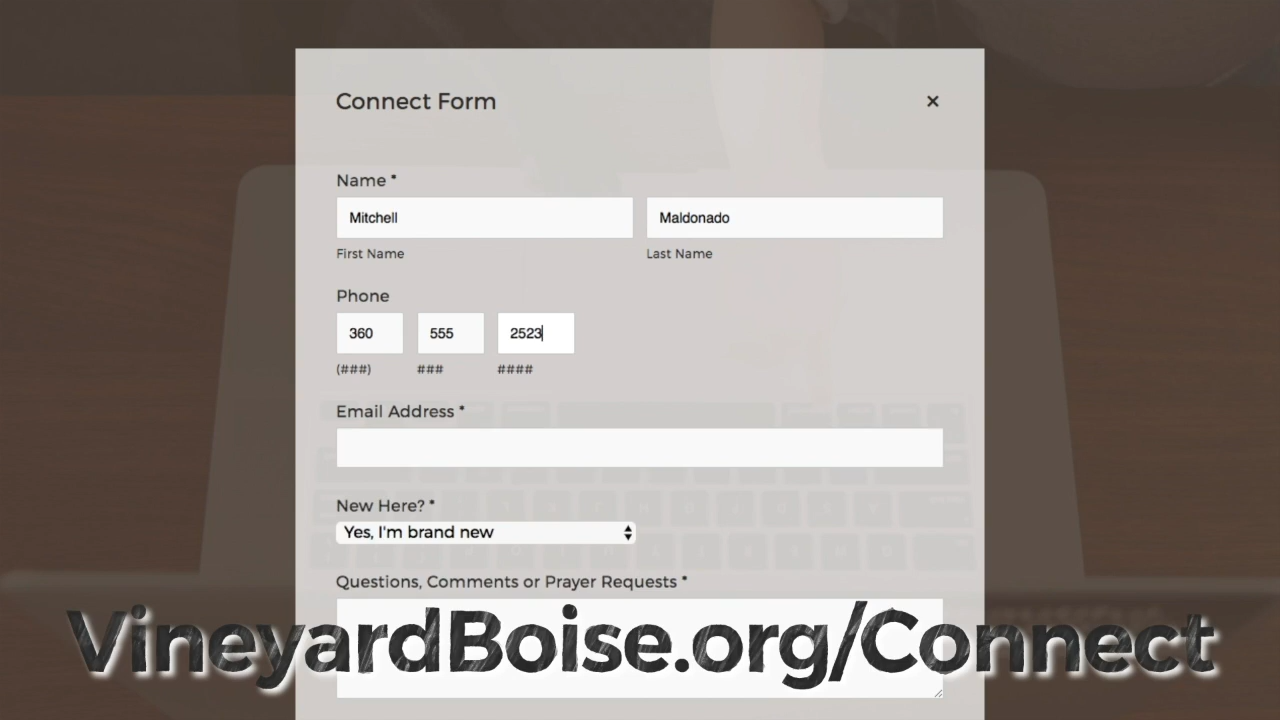 Connect Form ×
Name *
Mitchell Maldonado
First Name Last Name
Phone
360 555 2523
(###) ### ####
Email Address *
New Here? *
Yes, I'm brand new
Questions, Comments or Prayer Requests *
VineyardBoise.org/Connect